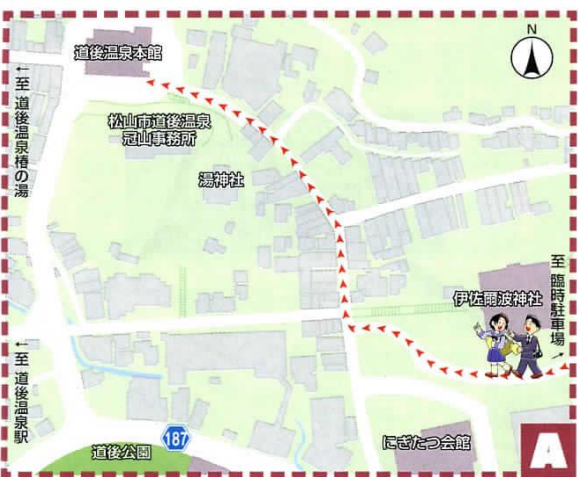 道後温泉本館
N
←至 道後温泉椿の湯
松山市道後温泉
冠山事務所
湯神社
伊佐爾波神社
至 臨時駐車場→
←至 道後温泉駅
187
道後公園
にぎたつ会館
A